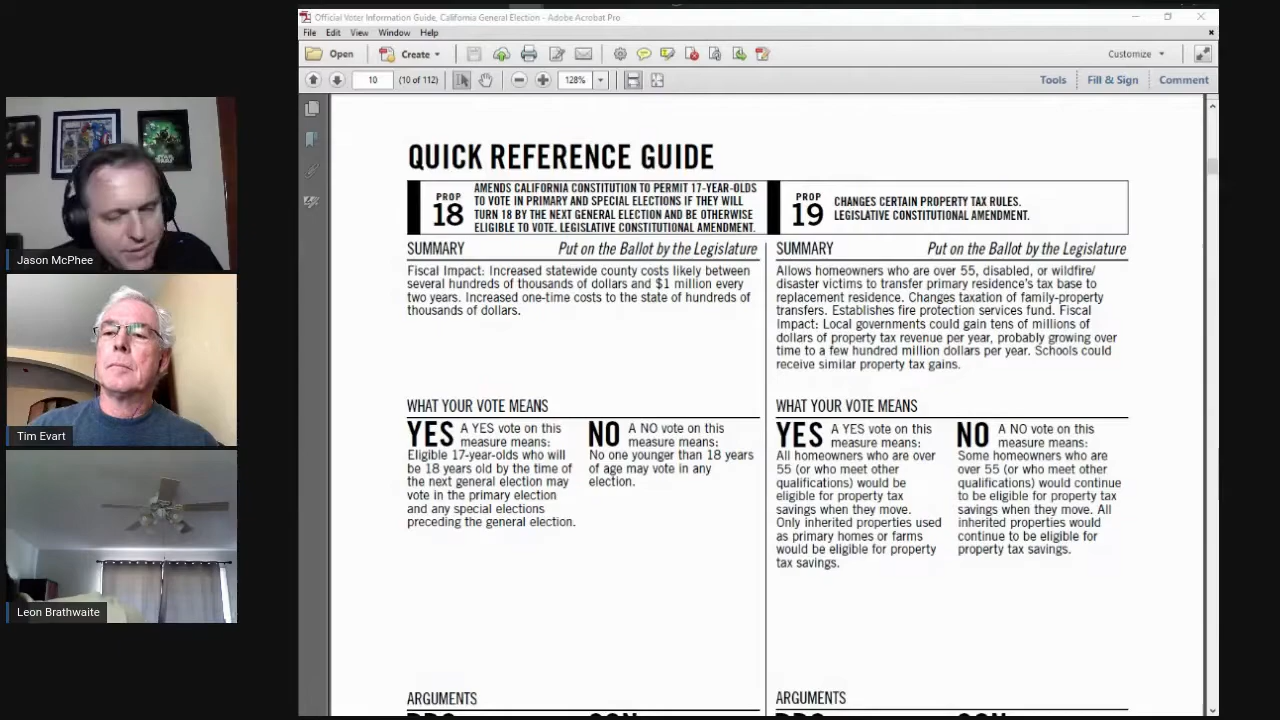 Official Voter Information Guide, California General Election - Adobe Acrobat Pro
File Edit View Window Help
Open Create Customize
10 (10 of 112) 128% Tools Fill & Sign Comment
QUICK REFERENCE GUIDE
PROP
18
AMENDS CALIFORNIA CONSTITUTION TO PERMIT 17-YEAR-OLDS
TO VOTE IN PRIMARY AND SPECIAL ELECTIONS IF THEY WILL
TURN 18 BY THE NEXT GENERAL ELECTION AND BE OTHERWISE
ELIGIBLE TO VOTE. LEGISLATIVE CONSTITUTIONAL AMENDMENT.
SUMMARY Put on the Ballot by the Legislature
Fiscal Impact: Increased statewide county costs likely between
several hundreds of thousands of dollars and $1 million every
two years. Increased one-time costs to the state of hundreds of
thousands of dollars.
WHAT YOUR VOTE MEANS
YES A YES vote on this
measure means:
Eligible 17-year-olds who will
be 18 years old by the time of
the next general election may
vote in the primary election
and any special elections
preceding the general election.
NO A NO vote on this
measure means:
No one younger than 18 years
of age may vote in any
election.
ARGUMENTS
PROP
19
CHANGES CERTAIN PROPERTY TAX RULES.
LEGISLATIVE CONSTITUTIONAL AMENDMENT.
SUMMARY Put on the Ballot by the Legislature
Allows homeowners who are over 55, disabled, or wildfire/
disaster victims to transfer primary residence's tax base to
replacement residence. Changes taxation of family-property
transfers. Establishes fire protection services fund. Fiscal
Impact: Local governments could gain tens of millions of
dollars of property tax revenue per year, probably growing over
time to a few hundred million dollars per year. Schools could
receive similar property tax gains.
WHAT YOUR VOTE MEANS
YES A YES vote on this
measure means:
All homeowners who are over
55 (or who meet other
qualifications) would be
eligible for property tax
savings when they move.
Only inherited properties used
as primary homes or farms
would be eligible for property
tax savings.
NO A NO vote on this
measure means:
Some homeowners who are
over 55 (or who meet other
qualifications) would continue
to be eligible for property tax
savings when they move. All
inherited properties would
continue to be eligible for
property tax savings.
ARGUMENTS
STAR
WARS
Jason McPhee
Tim Evart
Leon Brathwaite